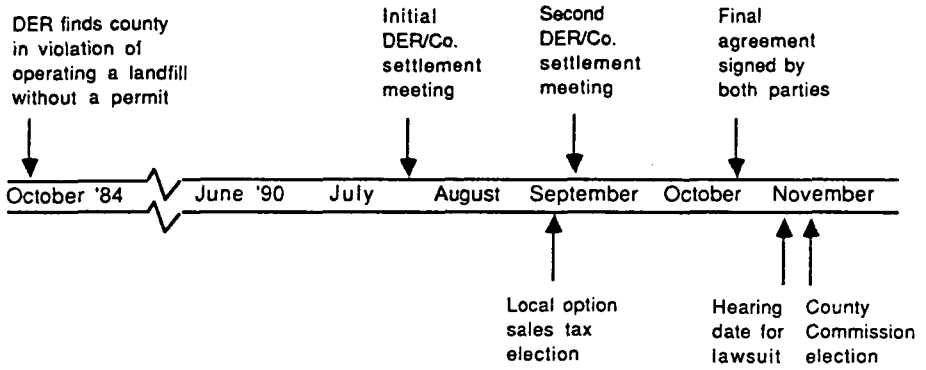 DER finds county
in violation of
operating a landfill
without a permit
Initial
DER/Co.
settlement
meeting
Second
DER/Co.
settlement
meeting
Final
agreement
signed by
both parties
October '84 June '90 July August September October November
Local option
sales tax
election
Hearing
date for
lawsuit
County
Commission
election